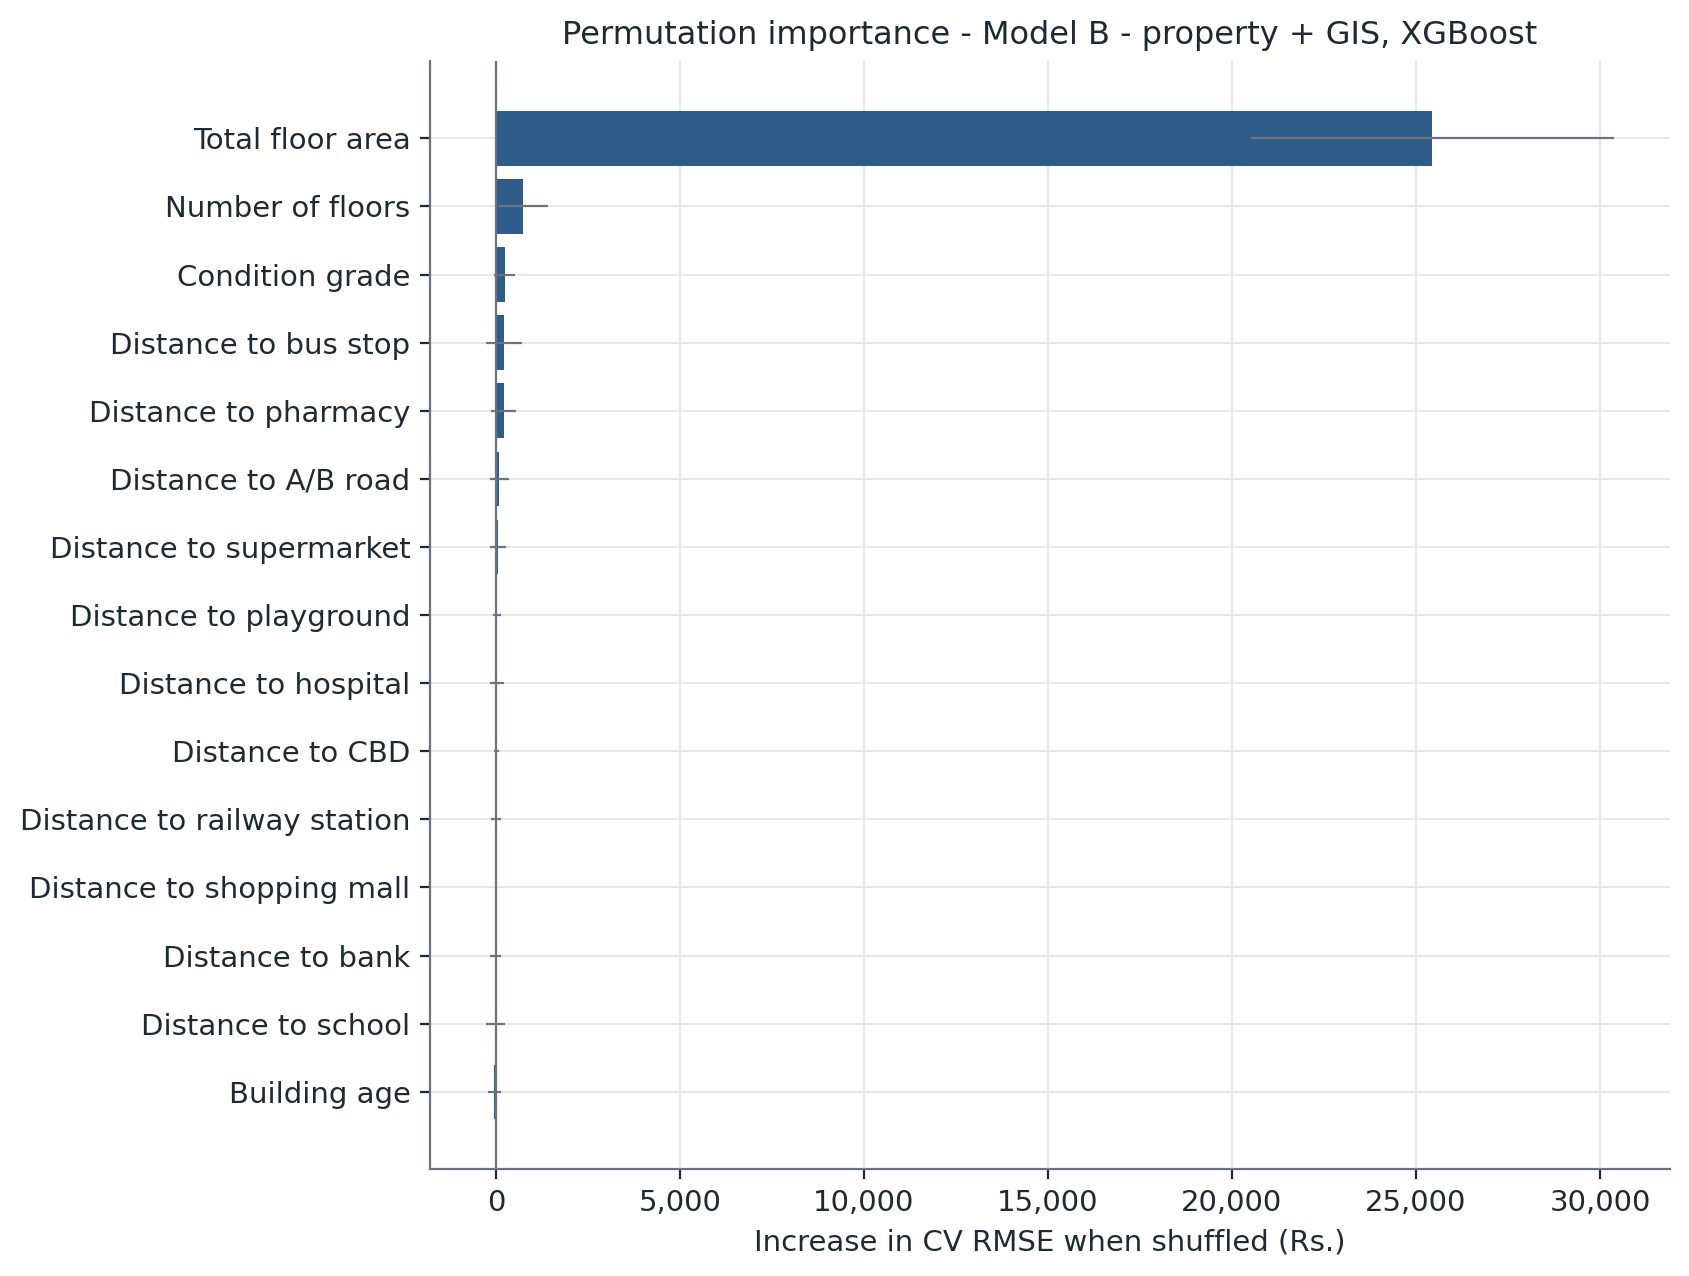 Permutation importance - Model B - property + GIS, XGBoost
Total floor area
Number of floors
Condition grade
Distance to bus stop
Distance to pharmacy
Distance to A/B road
Distance to supermarket
Distance to playground
Distance to hospital
Distance to CBD
Distance to railway station
Distance to shopping mall
Distance to bank
Distance to school
Building age
0 5,000 10,000 15,000 20,000 25,000 30,000
Increase in CV RMSE when shuffled (Rs.)